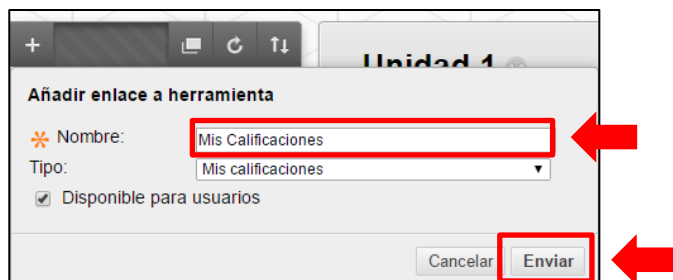 Unidad 1
Añadir enlace a herramienta
Nombre: Mis Calificaciones
Tipo: Mis calificaciones
Disponible para usuarios
Cancelar Enviar